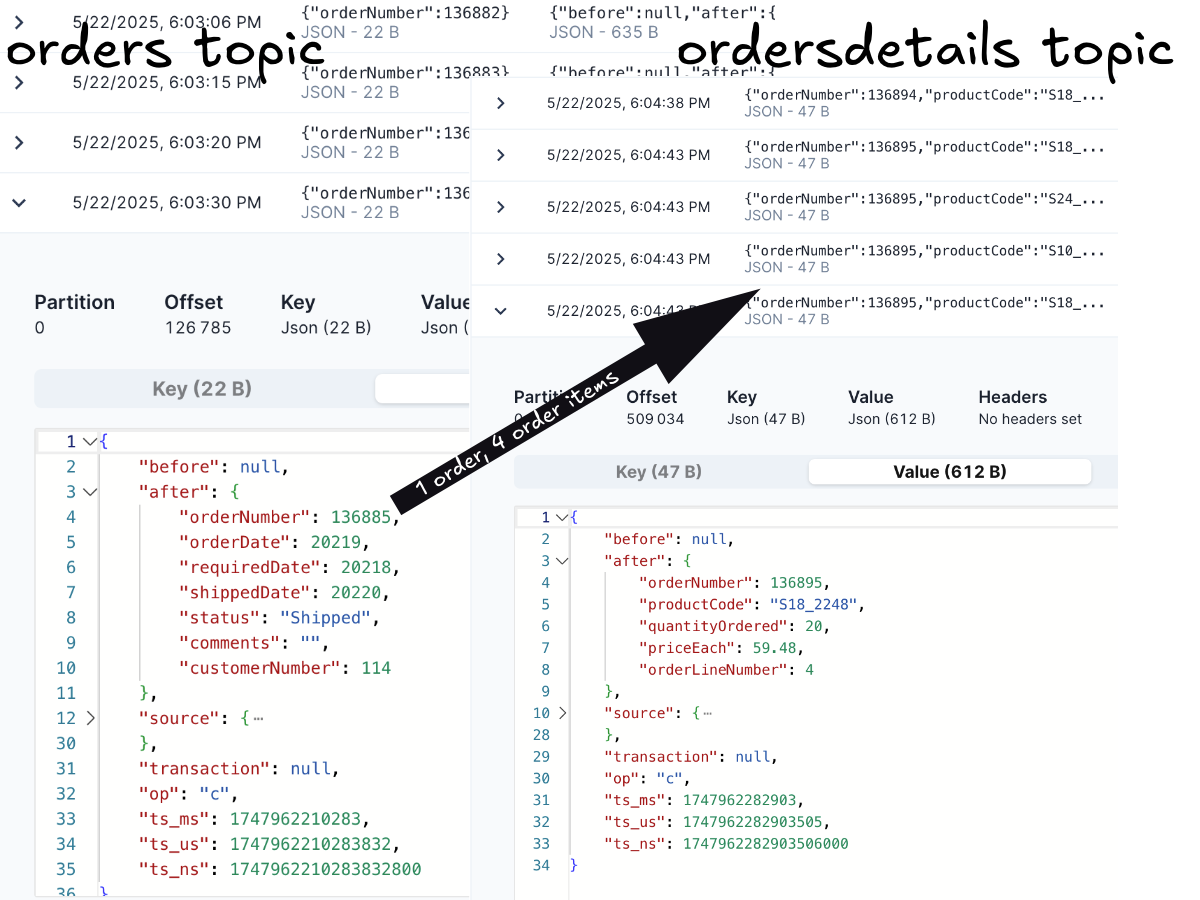 orders topic
5/22/2025, 6:03:06 PM {"orderNumber":136882} {"before":null,"after":{
JSON - 22 B JSON - 635 B
5/22/2025, 6:03:15 PM {"orderNumber":136883} {"before":null,"after":{
JSON - 22 B
5/22/2025, 6:03:20 PM {"orderNumber":136
JSON - 22 B
5/22/2025, 6:03:30 PM {"orderNumber":136
JSON - 22 B
Partition Offset Key Value
0 126 785 Json (22 B) Json (
Key (22 B)
1 {
2 "before": null,
3 "after": {
4 "orderNumber": 136885,
5 "orderDate": 20219,
6 "requiredDate": 20218,
7 "shippedDate": 20220,
8 "status": "Shipped",
9 "comments": "",
10 "customerNumber": 114
11 },
12 "source": {⋯
30 },
31 "transaction": null,
32 "op": "c",
33 "ts_ms": 1747962210283,
34 "ts_us": 1747962210283832,
35 "ts_ns": 1747962210283832800
36 }
1 order, 4 order items
ordersdetails topic
5/22/2025, 6:04:38 PM {"orderNumber":136894,"productCode":"S18_...
JSON - 47 B
5/22/2025, 6:04:43 PM {"orderNumber":136895,"productCode":"S18_...
JSON - 47 B
5/22/2025, 6:04:43 PM {"orderNumber":136895,"productCode":"S24_...
JSON - 47 B
5/22/2025, 6:04:43 PM {"orderNumber":136895,"productCode":"S10_...
JSON - 47 B
5/22/2025, 6:04:43 PM {"orderNumber":136895,"productCode":"S18_...
JSON - 47 B
Partition Offset Key Value Headers
0 509 034 Json (47 B) Json (612 B) No headers set
Key (47 B) Value (612 B)
1 {
2 "before": null,
3 "after": {
4 "orderNumber": 136895,
5 "productCode": "S18_2248",
6 "quantityOrdered": 20,
7 "priceEach": 59.48,
8 "orderLineNumber": 4
9 },
10 "source": {⋯
28 },
29 "transaction": null,
30 "op": "c",
31 "ts_ms": 1747962282903,
32 "ts_us": 1747962282903505,
33 "ts_ns": 1747962282903506000
34 }